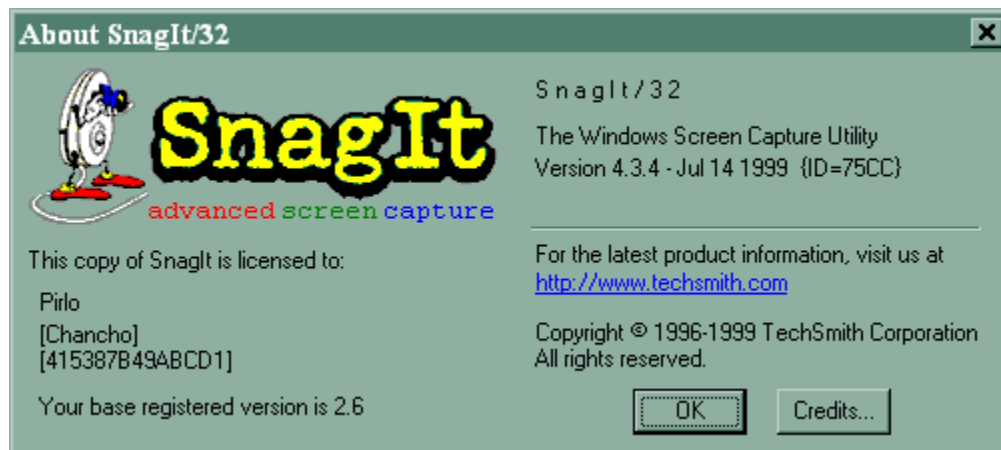 About SnagIt/32
SnagIt
advanced screen capture
This copy of SnagIt is licensed to:
Pirlo
[Chancho]
[415387B49ABCD1]
Your base registered version is 2.6
SnagIt/32
The Windows Screen Capture Utility
Version 4.3.4 - Jul 14 1999 {ID=75CC}
For the latest product information, visit us at
http://www.techsmith.com
Copyright © 1996-1999 TechSmith Corporation
All rights reserved.
OK
Credits...